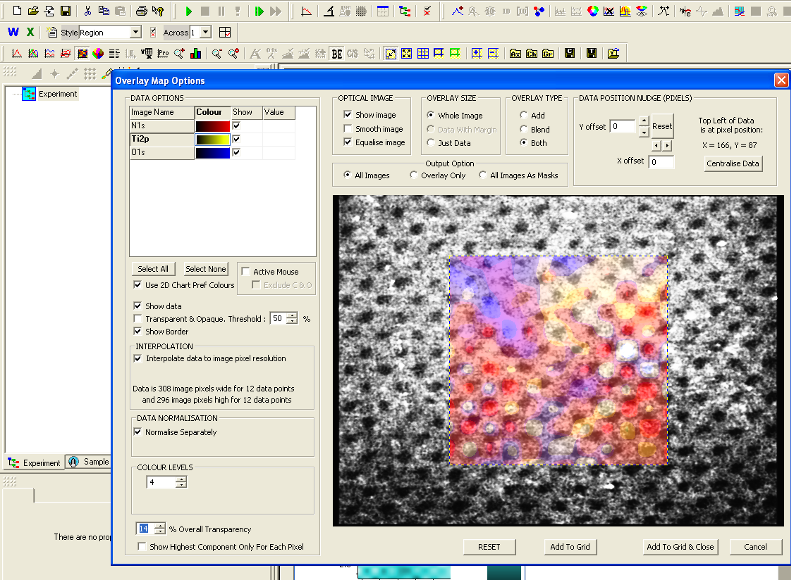 W X Style Region Across 1
BE CS
Experiment
Experiment Sample
There are no prop
Overlay Map Options
DATA OPTIONS
Image Name Colour Show Value
N1s
Ti2p
O1s
Select All Select None Active Mouse
Exclude C & O
Use 2D Chart Pref Colours
Show data
Transparent & Opaque. Threshold : 50 %
Show Border
INTERPOLATION
Interpolate data to image pixel resolution
Data is 308 image pixels wide for 12 data points
and 296 image pixels high for 12 data points
DATA NORMALISATION
Normalise Separately
COLOUR LEVELS
4
14 % Overall Transparency
Show Highest Component Only For Each Pixel
OPTICAL IMAGE
Show image
Smooth image
Equalise image
OVERLAY SIZE
Whole Image
Data With Margin
Just Data
OVERLAY TYPE
Add
Blend
Both
DATA POSITION NUDGE (PIXELS)
Y offset 0 Reset
X offset 0
Top Left of Data
is at pixel position:
X = 166, Y = 87
Centralise Data
Output Option
All Images Overlay Only All Images As Masks
RESET Add To Grid Add To Grid & Close Cancel